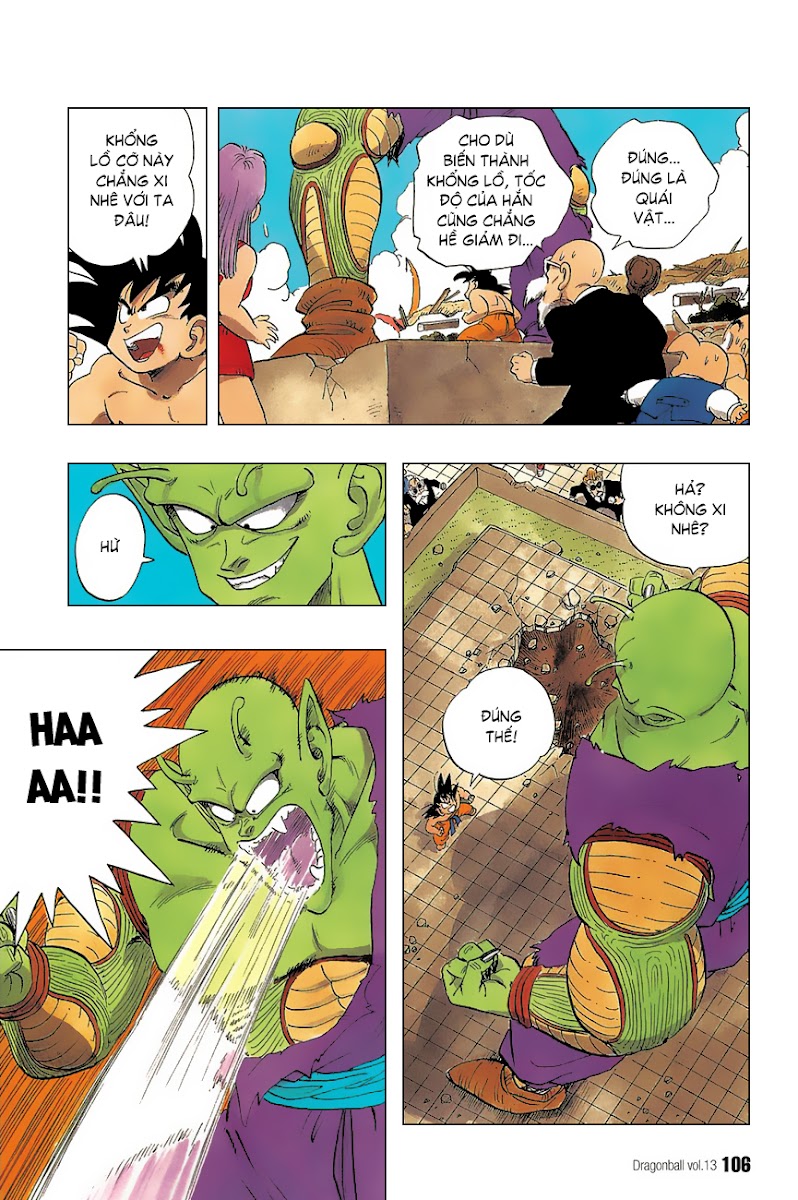 ĐÚNG...
ĐÚNG LÀ
QUÁI
VẬT...
CHO DÙ
BIẾN THÀNH
KHỔNG LỒ, TỐC
ĐỘ CỦA HẮN
CŨNG CHẲNG
HỀ GIẢM ĐI...
KHỔNG
LỒ CỠ NÀY
CHẲNG XI
NHÊ VỚI TA
ĐÂU!
HẢ?
KHÔNG XI
NHÊ?
ĐÚNG
THẾ!
HỪ
HAA
AA!!
Dragonball vol.13 106